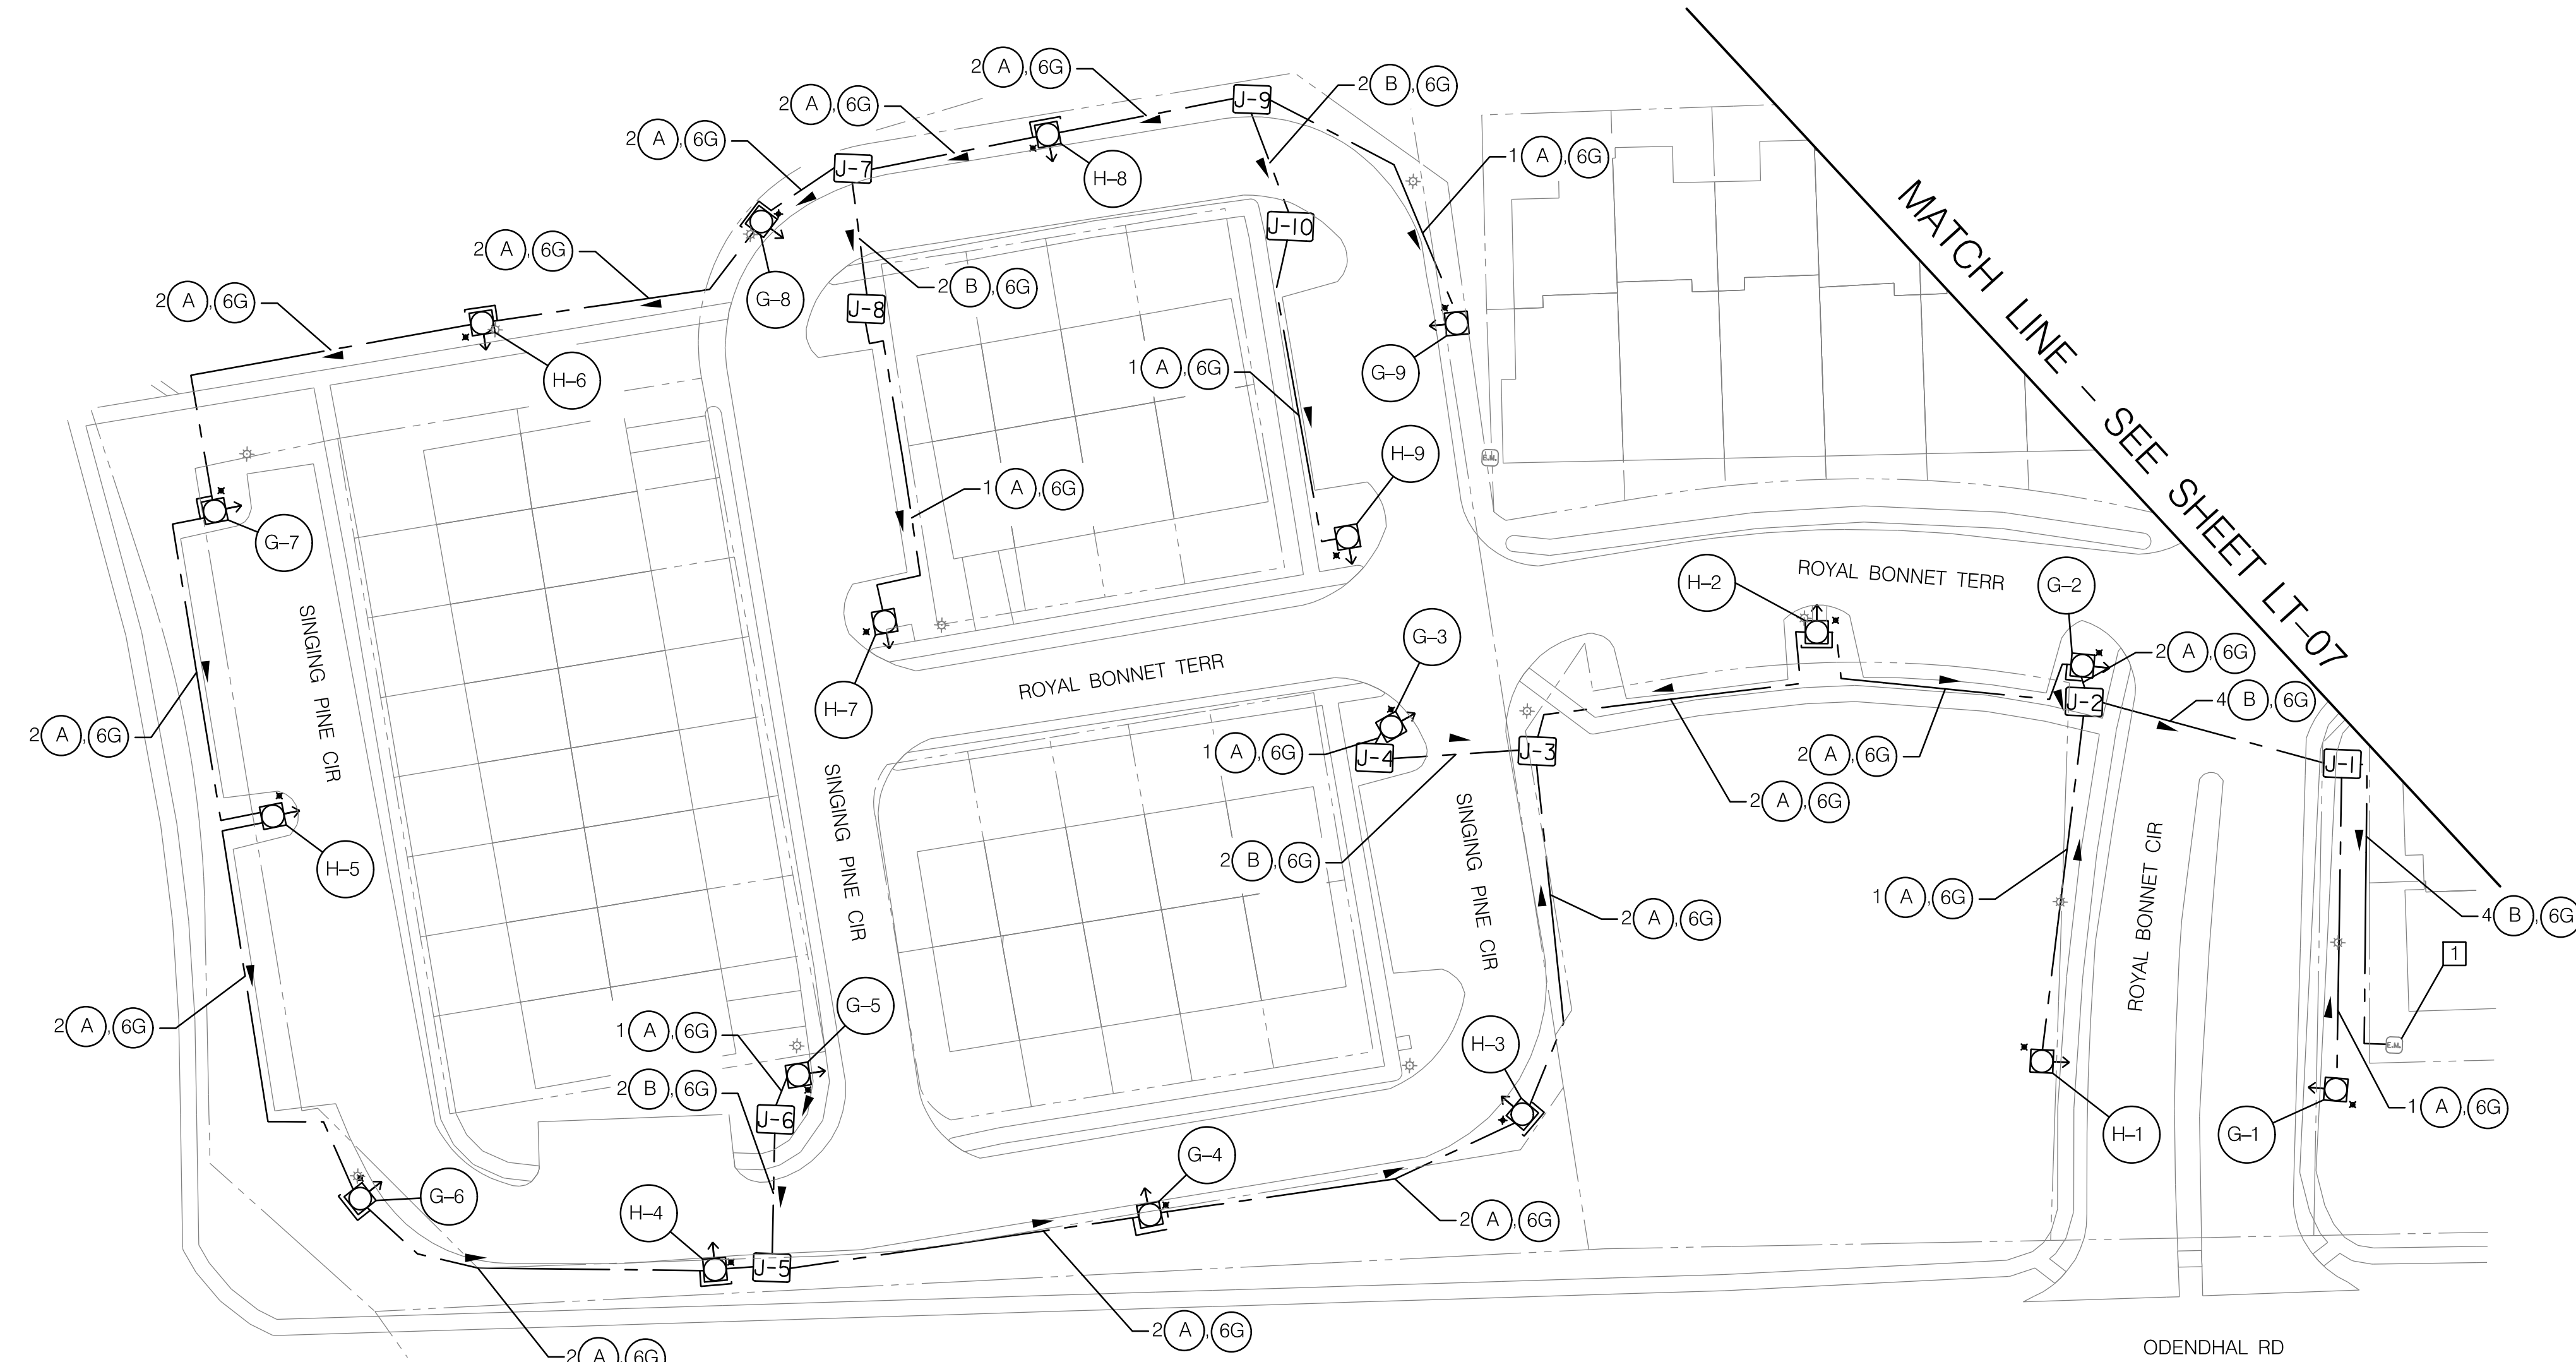 2 A, 6G
2 A, 6G
2 A, 6G
2 A, 6G
2 A, 6G
2 B, 6G
1 A, 6G
J-9
J-7
H-8
J-10
G-8
2 B, 6G
J-8
H-6
1 A, 6G
G-9
H-9
1 A, 6G
G-7
E.M.
MATCH LINE - SEE SHEET LT-07
SINGING PINE CIR
2 A, 6G
H-5
2 A, 6G
H-7
ROYAL BONNET TERR
G-3
1 A, 6G
J-4
J-3
2 B, 6G
ROYAL BONNET TERR
H-2
G-2
2 A, 6G
4 B, 6G
J-2
J-1
2 A, 6G
2 A, 6G
2 A, 6G
1 A, 6G
4 B, 6G
1
E.M.
SINGING PINE CIR
SINGING PINE CIR
ROYAL BONNET CIR
G-5
1 A, 6G
2 B, 6G
J-6
H-3
H-1
G-1
1 A, 6G
G-4
G-6
H-4
J-5
2 A, 6G
2 A, 6G
2 A, 6G
2 A, 6G
ODENDHAL RD